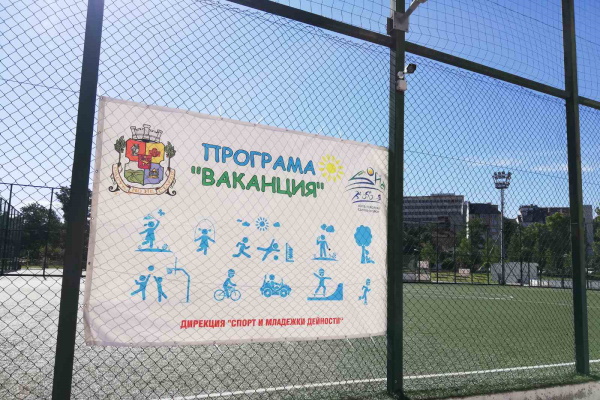 ПРОГРАМА
"ВАКАНЦИЯ"
ДИРЕКЦИЯ "СПОРТ И МЛАДЕЖКИ ДЕЙНОСТИ"